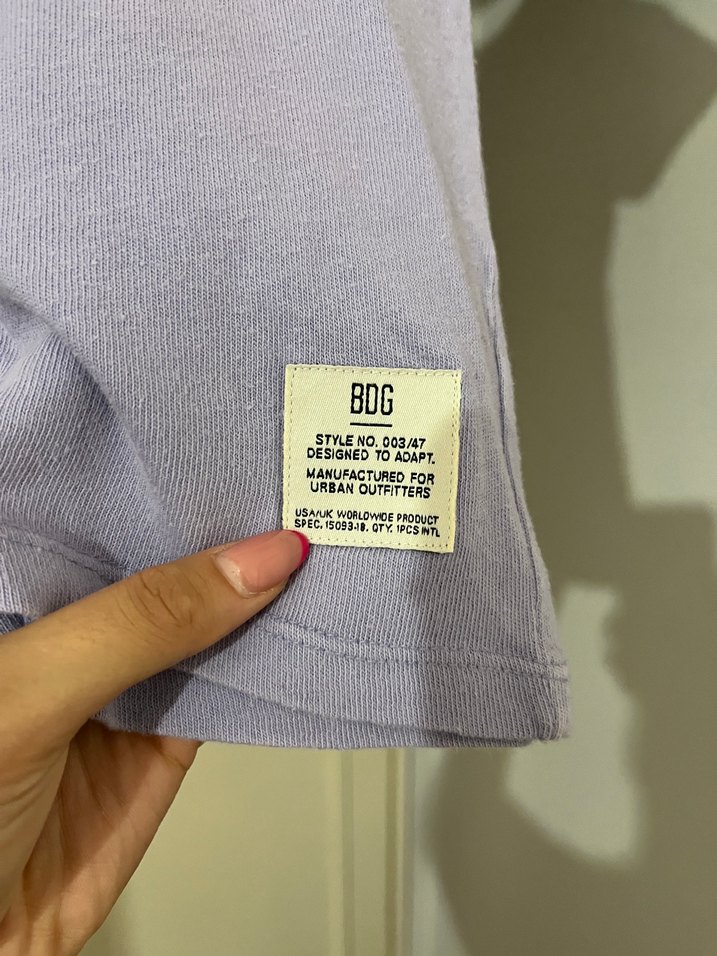 BDG
STYLE NO. 003/47
DESIGNED TO ADAPT.
MANUFACTURED FOR
URBAN OUTFITTERS
USA/UK WORLDWIDE PRODUCT
SPEC. 15093-18. QTY. 1PCS INTL